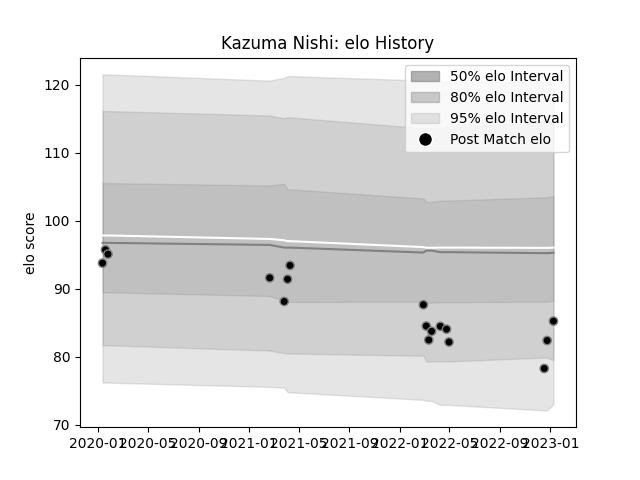 Kazuma Nishi: elo History
50% elo Interval
80% elo Interval
95% elo Interval
Post Match elo
elo score
120
110
100
90
80
70
2020-01 2020-05 2020-09 2021-01 2021-05 2021-09 2022-01 2022-05 2022-09 2023-01